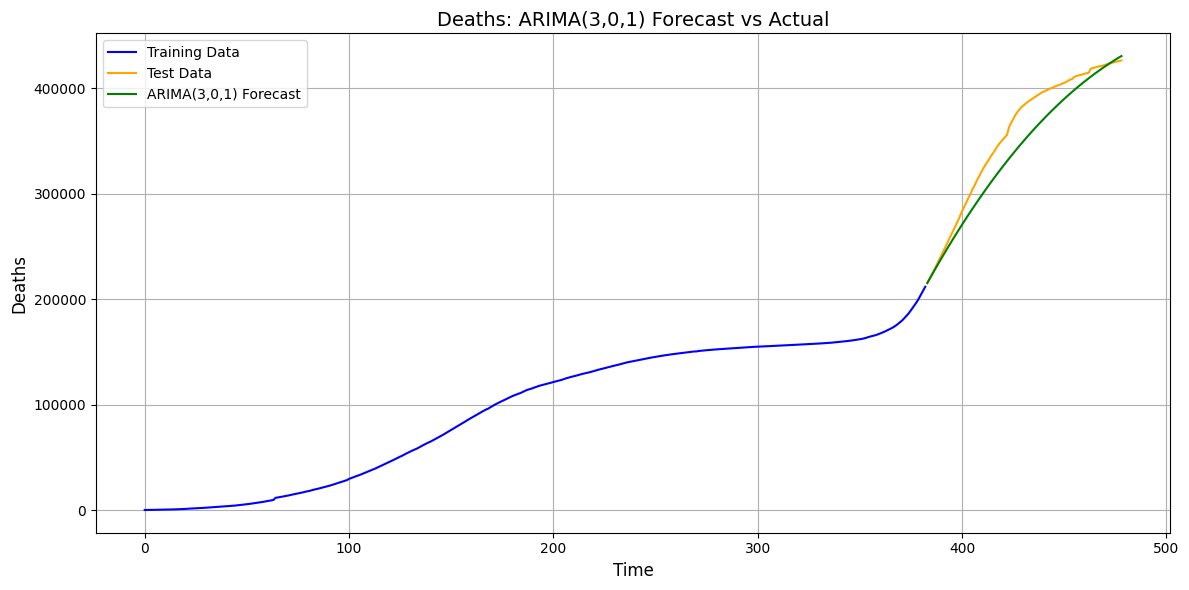 Deaths: ARIMA(3,0,1) Forecast vs Actual
Training Data
Test Data
ARIMA(3,0,1) Forecast
400000
300000
200000
100000
0
Deaths
0 100 200 300 400 500
Time